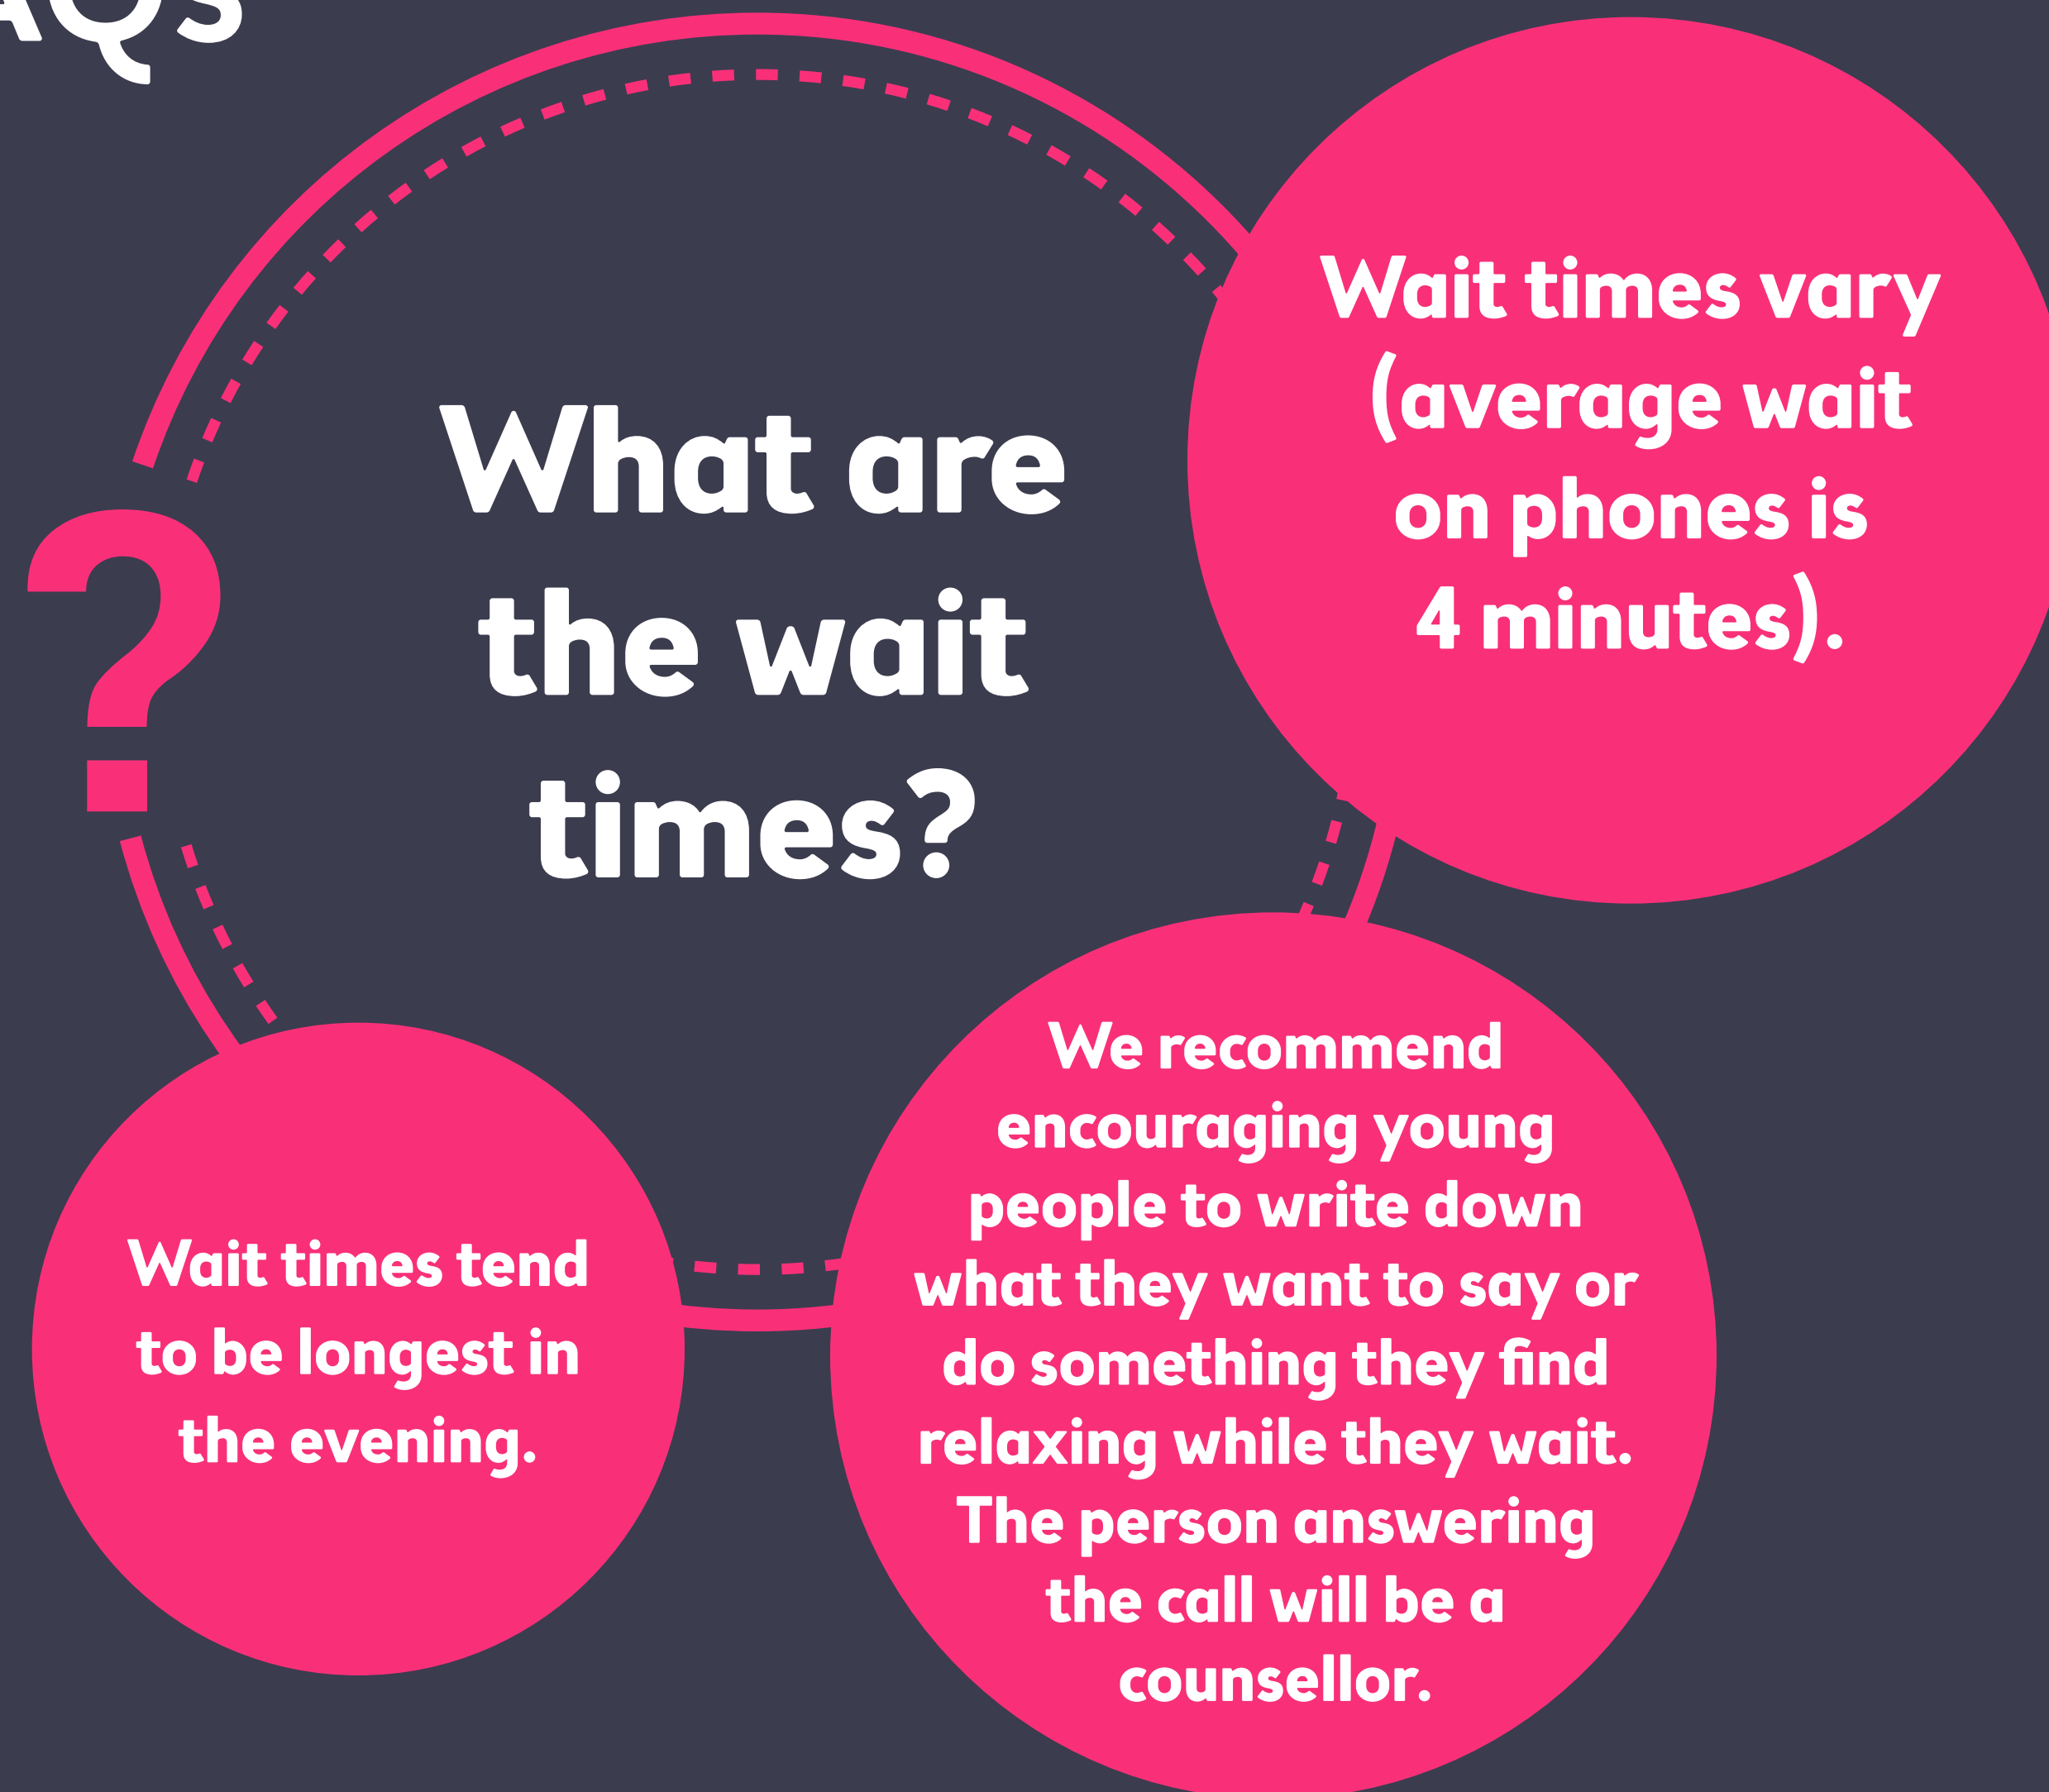 What are
the wait
times?
?
Wait times vary
(average wait
on phones is
4 minutes).
We recommend
encouraging young
people to write down
what they want to say or
do something they find
relaxing while they wait.
The person answering
the call will be a
counsellor.
Wait times tend
to be longest in
the evening.